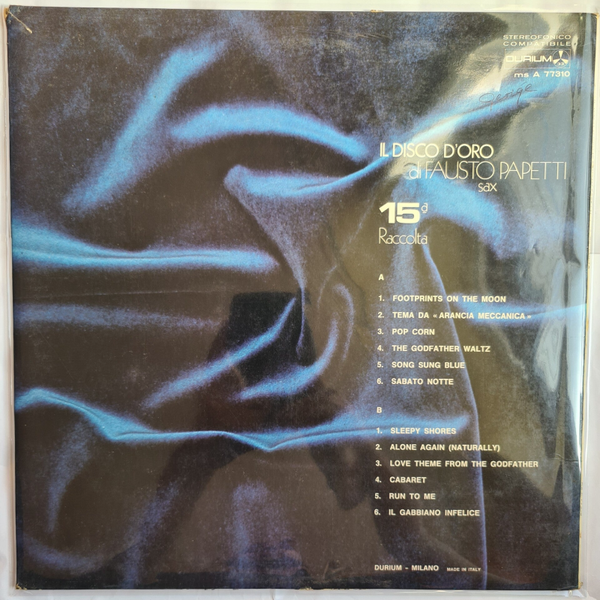 STEREOFONICO
COMPATIBILE
DURIUM
ms A 77310
IL DISCO D'ORO
di FAUSTO PAPETTI
sax
15ª
Raccolta
A
1. FOOTPRINTS ON THE MOON
2. TEMA DA «ARANCIA MECCANICA»
3. POP CORN
4. THE GODFATHER WALTZ
5. SONG SUNG BLUE
6. SABATO NOTTE
B
1. SLEEPY SHORES
2. ALONE AGAIN (NATURALLY)
3. LOVE THEME FROM THE GODFATHER
4. CABARET
5. RUN TO ME
6. IL GABBIANO INFELICE
DURIUM - MILANO MADE IN ITALY